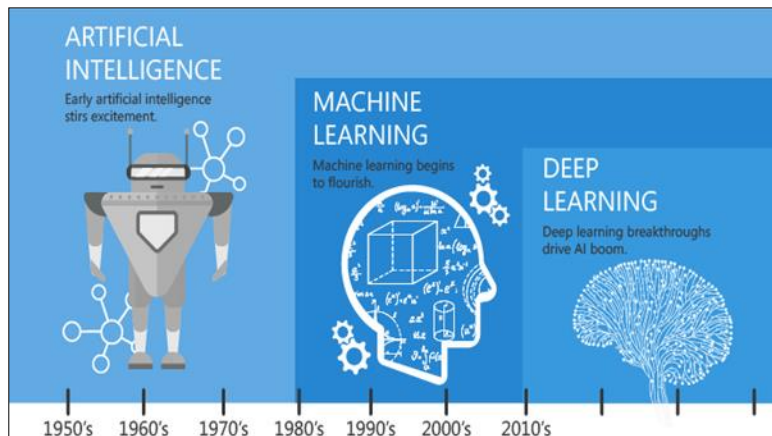 ARTIFICIAL
INTELLIGENCE
Early artificial intelligence
stirs excitement.
MACHINE
LEARNING
Machine learning begins
to flourish.
DEEP
LEARNING
Deep learning breakthroughs
drive AI boom.
1950's 1960's 1970's 1980's 1990's 2000's 2010's